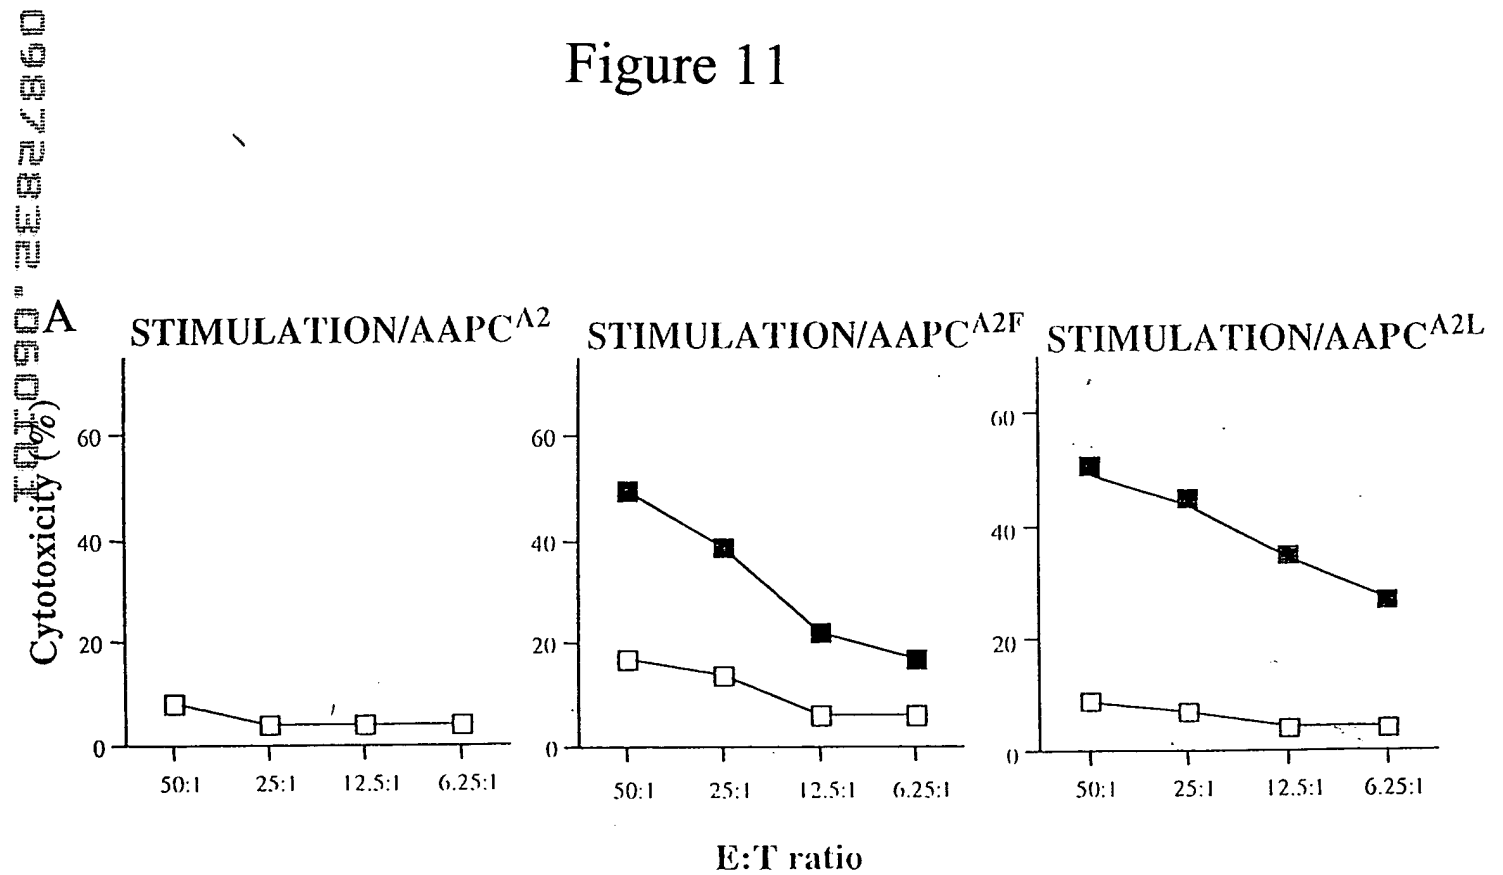 09872832.060101
Figure 11
A
STIMULATION/AAPC^A2
STIMULATION/AAPC^A2F
STIMULATION/AAPC^A2L
Cytotoxicity (%)
60
40
20
0
50:1 25:1 12.5:1 6.25:1
60
40
20
0
50:1 25:1 12.5:1 6.25:1
60
40
20
0
50:1 25:1 12.5:1 6.25:1
E:T ratio